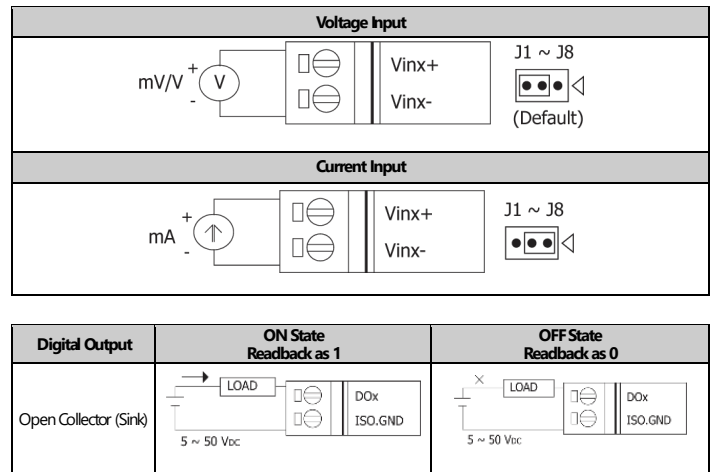 Voltage Input
mV/V
+
V
-
Vinx+
Vinx-
J1 ~ J8
(Default)
Current Input
mA
+
-
Vinx+
Vinx-
J1 ~ J8
Digital Output
ON State
Readback as 1
OFF State
Readback as 0
Open Collector (Sink)
LOAD
DOx
ISO.GND
5 ~ 50 VDC
LOAD
DOx
ISO.GND
5 ~ 50 VDC